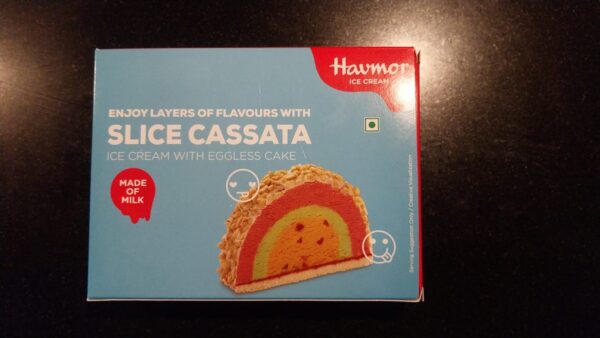 Havmor
ICE CREAM
ENJOY LAYERS OF FLAVOURS WITH
SLICE CASSATA
ICE CREAM WITH EGGLESS CAKE
MADE
OF
MILK
Serving Suggestion Only / Creative Visualization